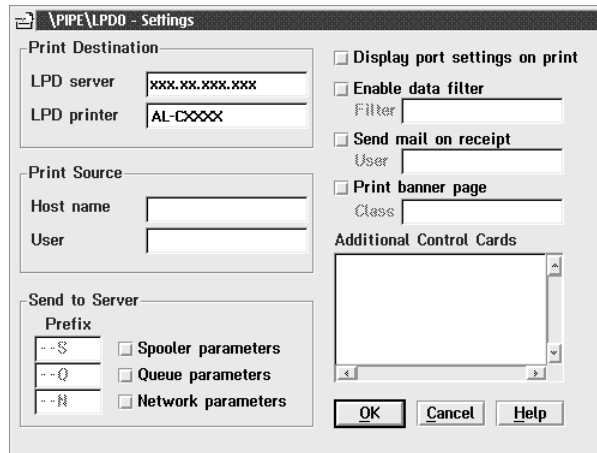 \PIPE\LPD0 - Settings
Print Destination
LPD server
xxx.xx.xxx.xxx
LPD printer
AL-CXXXX
Print Source
Host name
User
Send to Server
Prefix
--S
Spooler parameters
--Q
Queue parameters
--N
Network parameters
Display port settings on print
Enable data filter
Filter
Send mail on receipt
User
Print banner page
Class
Additional Control Cards
OK
Cancel
Help